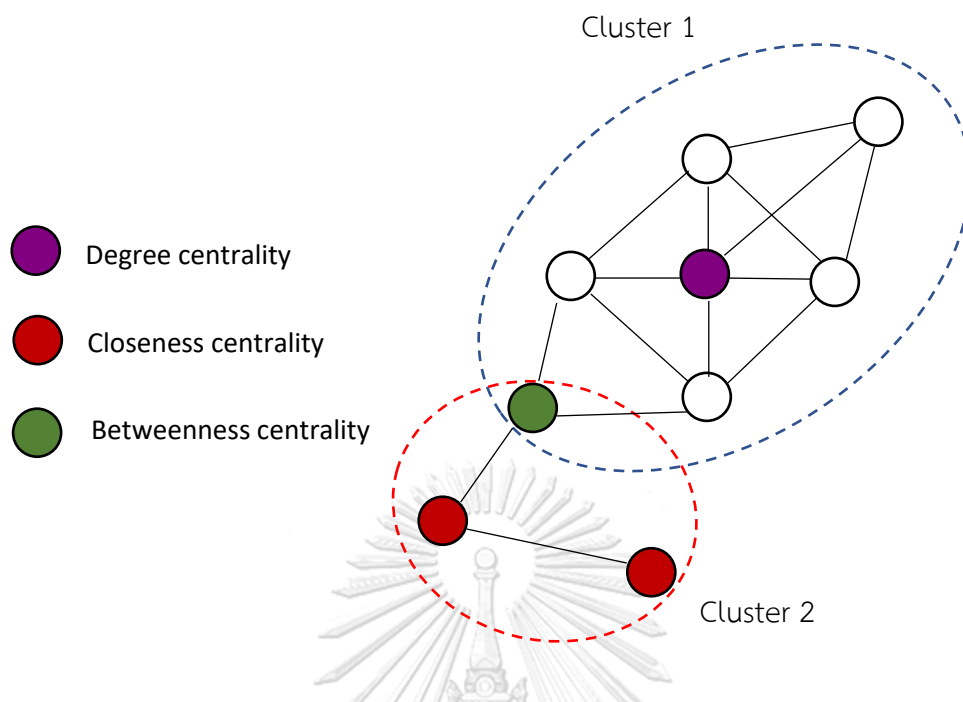 Cluster 1
Degree centrality
Closeness centrality
Betweenness centrality
Cluster 2